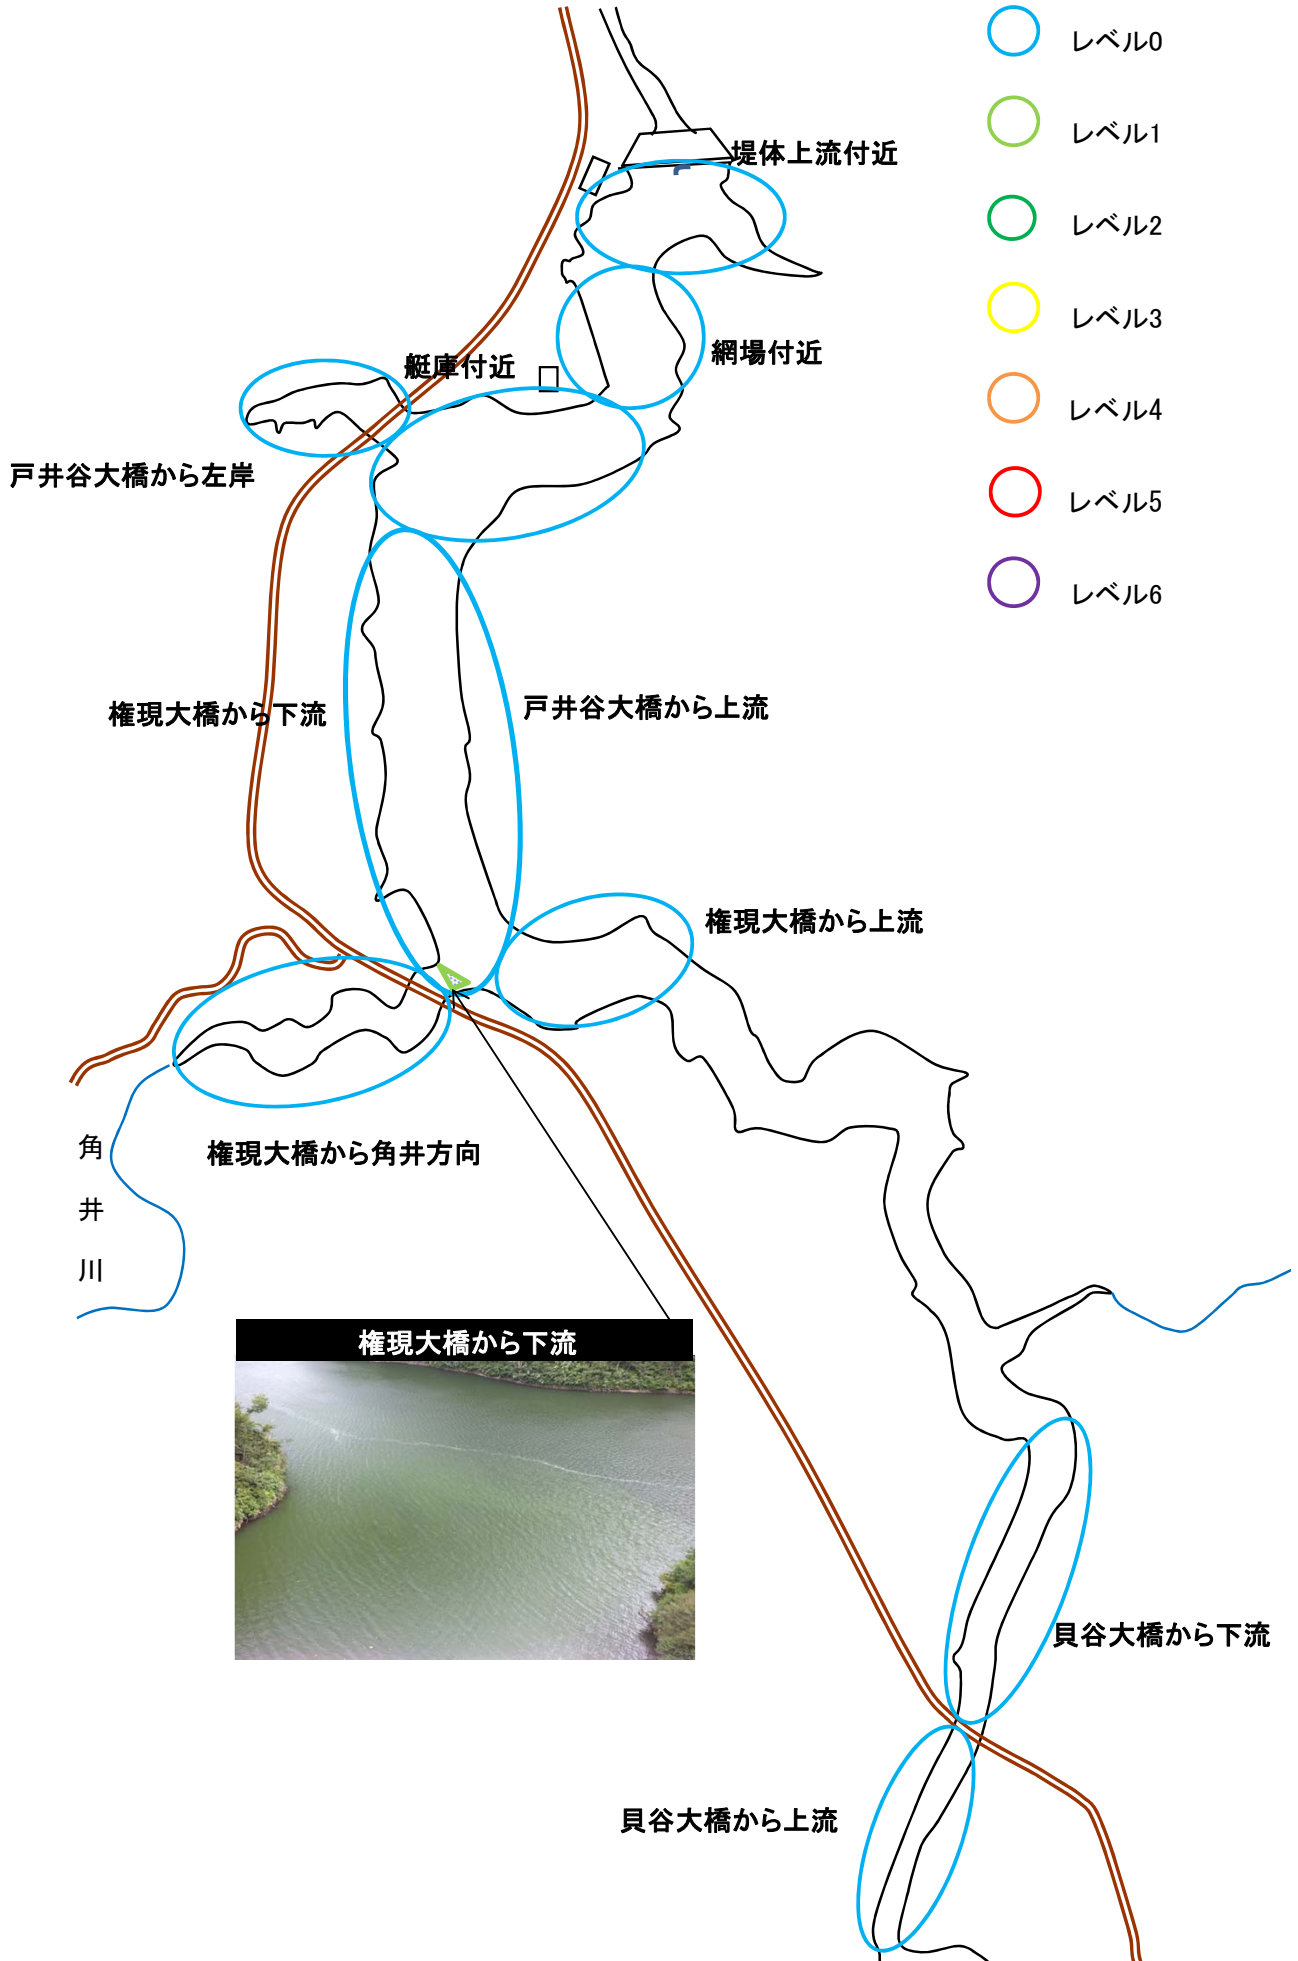 レベル0
レベル1
堤体上流付近
レベル2
レベル3
網場付近
艇庫付近
レベル4
戸井谷大橋から左岸
レベル5
レベル6
権現大橋から下流
戸井谷大橋から上流
権現大橋から上流
権現大橋から角井方向
角
井
川
権現大橋から下流
貝谷大橋から下流
貝谷大橋から上流